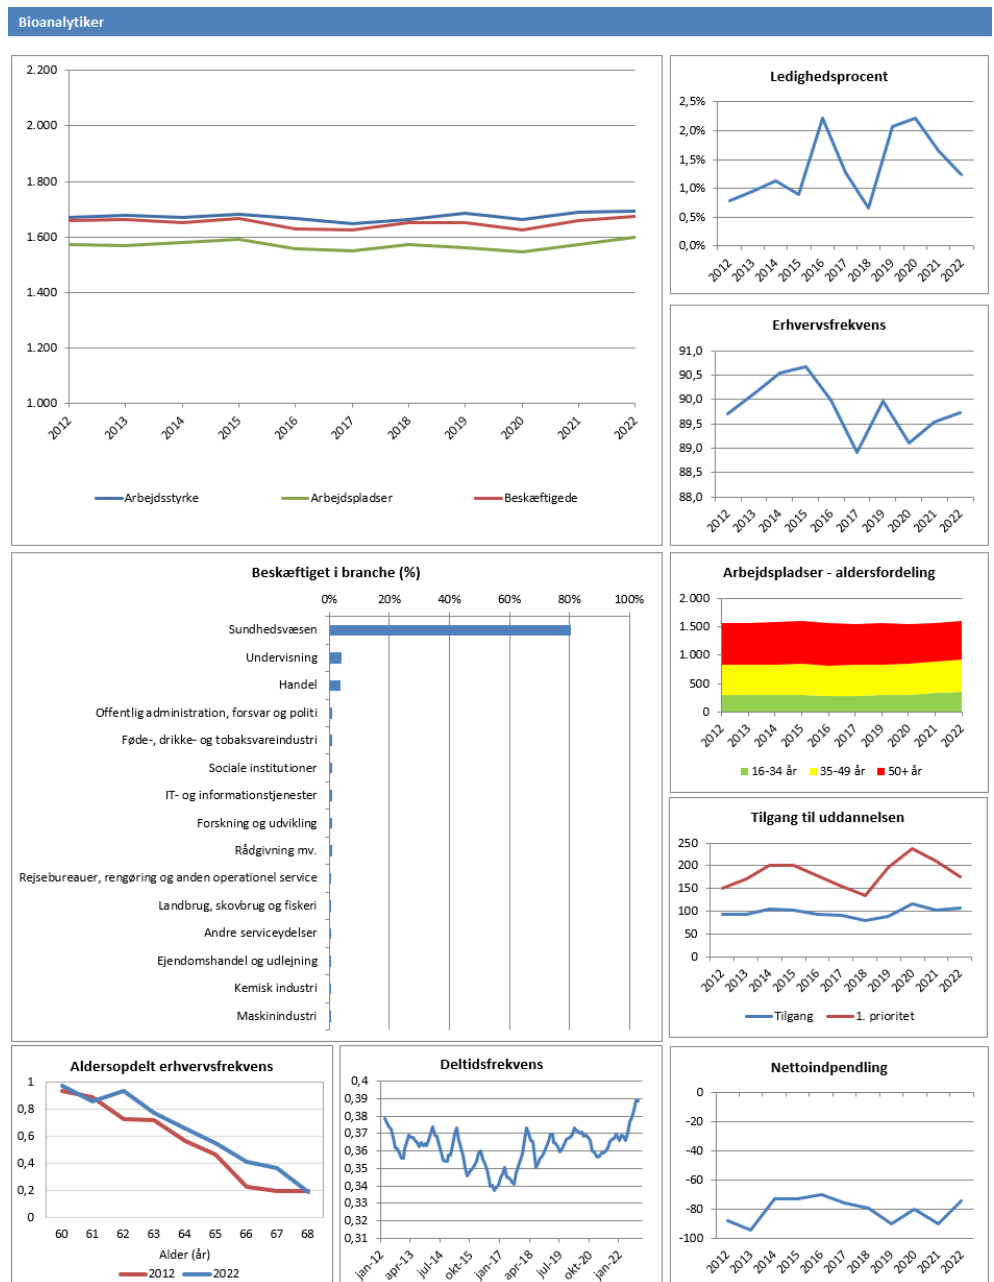 Bioanalytiker
2.200
2.000
1.800
1.600
1.400
1.200
1.000
2012 2013 2014 2015 2016 2017 2018 2019 2020 2021 2022
Arbejdsstyrke Arbejdspladser Beskæftigede
Ledighedsprocent
2,5%
2,0%
1,5%
1,0%
0,5%
0,0%
2012 2013 2014 2015 2016 2017 2018 2019 2020 2021 2022
Erhvervsfrekvens
91,0
90,5
90,0
89,5
89,0
88,5
88,0
2012 2013 2014 2015 2016 2017 2019 2020 2021 2022
Beskæftiget i branche (%)
0% 20% 40% 60% 80% 100%
Sundhedsvæsen
Undervisning
Handel
Offentlig administration, forsvar og politi
Føde-, drikke- og tobaksvareindustri
Sociale institutioner
IT- og informationstjenester
Forskning og udvikling
Rådgivning mv.
Rejsebureauer, rengøring og anden operationel service
Landbrug, skovbrug og fiskeri
Andre serviceydelser
Ejendomshandel og udlejning
Kemisk industri
Maskinindustri
Arbejdspladser - aldersfordeling
2.000
1.500
1.000
500
0
2012 2013 2014 2015 2016 2017 2018 2019 2020 2021 2022
16-34 år 35-49 år 50+ år
Tilgang til uddannelsen
250
200
150
100
50
0
2012 2013 2014 2015 2016 2017 2018 2019 2020 2021 2022
Tilgang 1. prioritet
Aldersopdelt erhvervsfrekvens
1
0,8
0,6
0,4
0,2
0
60 61 62 63 64 65 66 67 68
Alder (år)
2012 2022
Deltidsfrekvens
0,4
0,39
0,38
0,37
0,36
0,35
0,34
0,33
0,32
0,31
jan-12 apr-13 jul-14 okt-15 jan-17 apr-18 jul-19 okt-20 jan-22
Nettoindpendling
0
-20
-40
-60
-80
-100
2012 2013 2014 2015 2016 2017 2018 2019 2020 2021 2022